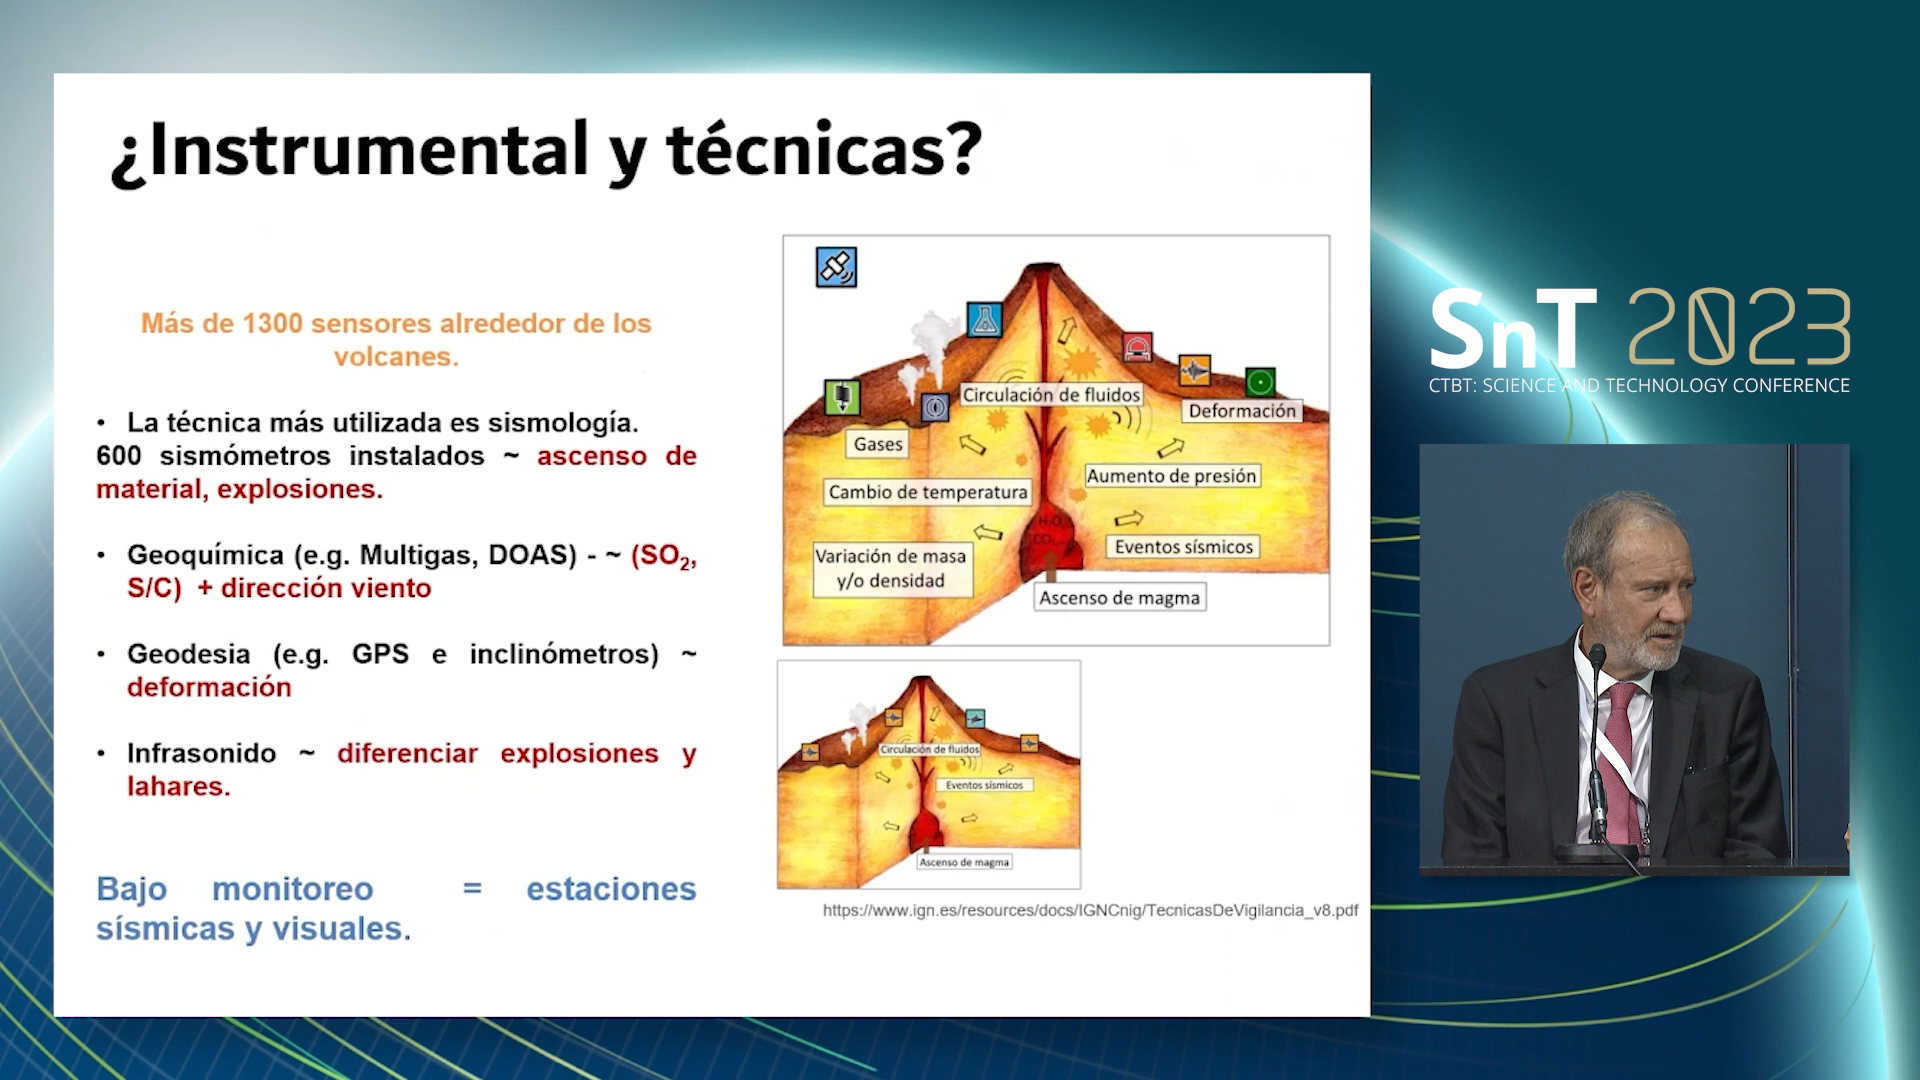 ¿Instrumental y técnicas?
Más de 1300 sensores alrededor de los
volcanes.
• La técnica más utilizada es sismología.
600 sismómetros instalados ~ ascenso de
material, explosiones.
• Geoquímica (e.g. Multigas, DOAS) - ~ (SO₂,
S/C) + dirección viento
• Geodesia (e.g. GPS e inclinómetros) ~
deformación
• Infrasonido ~ diferenciar explosiones y
lahares.
Bajo monitoreo = estaciones
sísmicas y visuales.
Circulación de fluidos
Deformación
Gases
Aumento de presión
Cambio de temperatura
Eventos sísmicos
Variación de masa
y/o densidad
Ascenso de magma
Circulación de fluidos
Eventos sísmicos
Ascenso de magma
https://www.ign.es/resources/docs/IGNCnig/TecnicasDeVigilancia_v8.pdf
SnT 2023
CTBT: SCIENCE AND TECHNOLOGY CONFERENCE